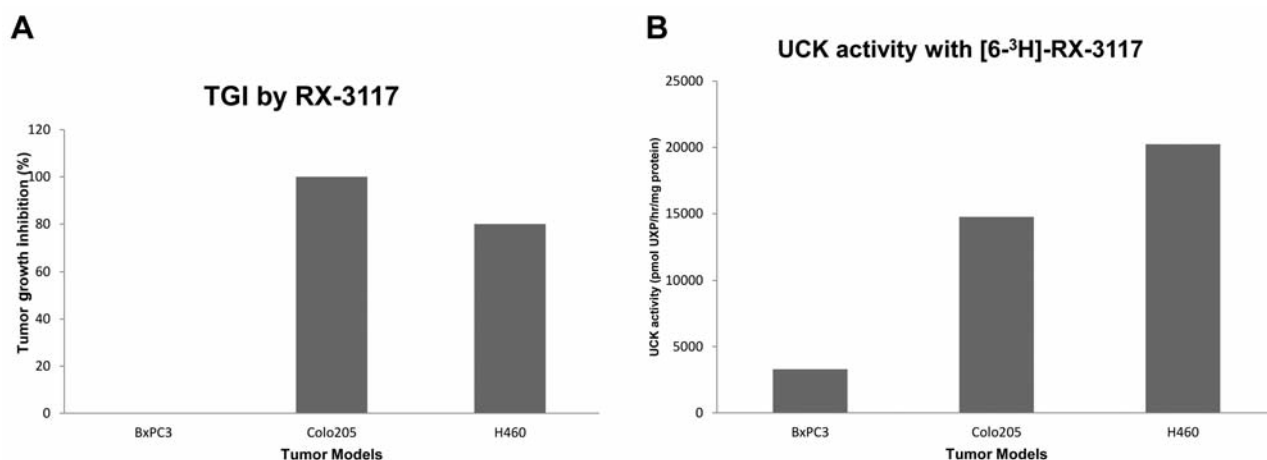 A
TGI by RX-3117
Tumor growth inhibition (%)
120
100
80
60
40
20
0
BxPC3 Colo205 H460
Tumor Models
B
UCK activity with [6-³H]-RX-3117
UCK activity (pmol UXP/hr/mg protein)
25000
20000
15000
10000
5000
0
BxPC3 Colo205 H460
Tumor Models